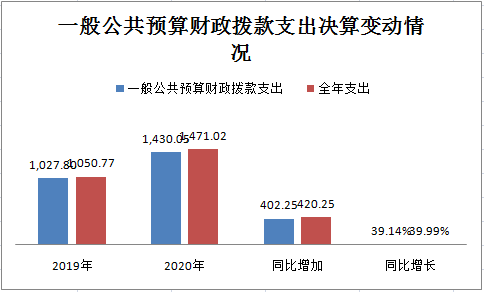 一般公共预算财政拨款支出决算变动情
况
一般公共预算财政拨款支出 全年支出
1,027.80 1,050.77 1,430.05 1,471.02 402.25 420.25 39.14% 39.99%
2019年 2020年 同比增加 同比增长